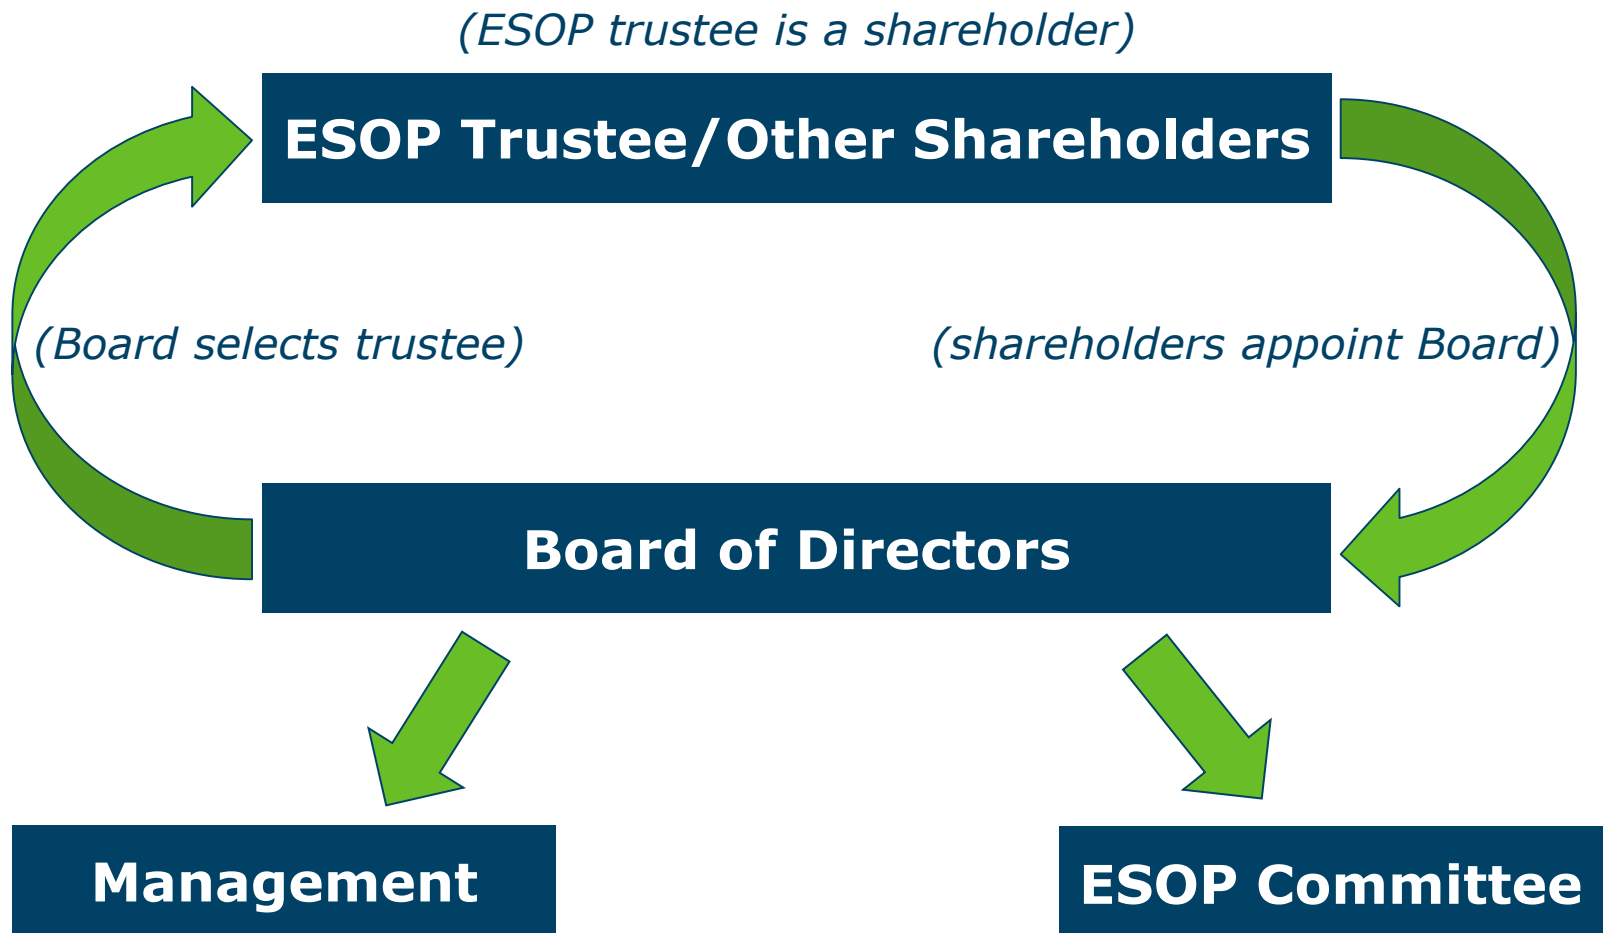 (ESOP trustee is a shareholder)
ESOP Trustee/Other Shareholders
(Board selects trustee)
(shareholders appoint Board)
Board of Directors
Management
ESOP Committee